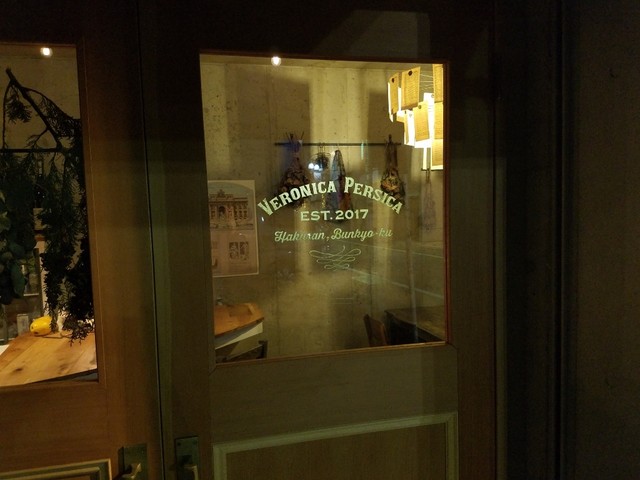 VERONICA PERSICA
EST.2017
Hakusan, Bunkyo-ku